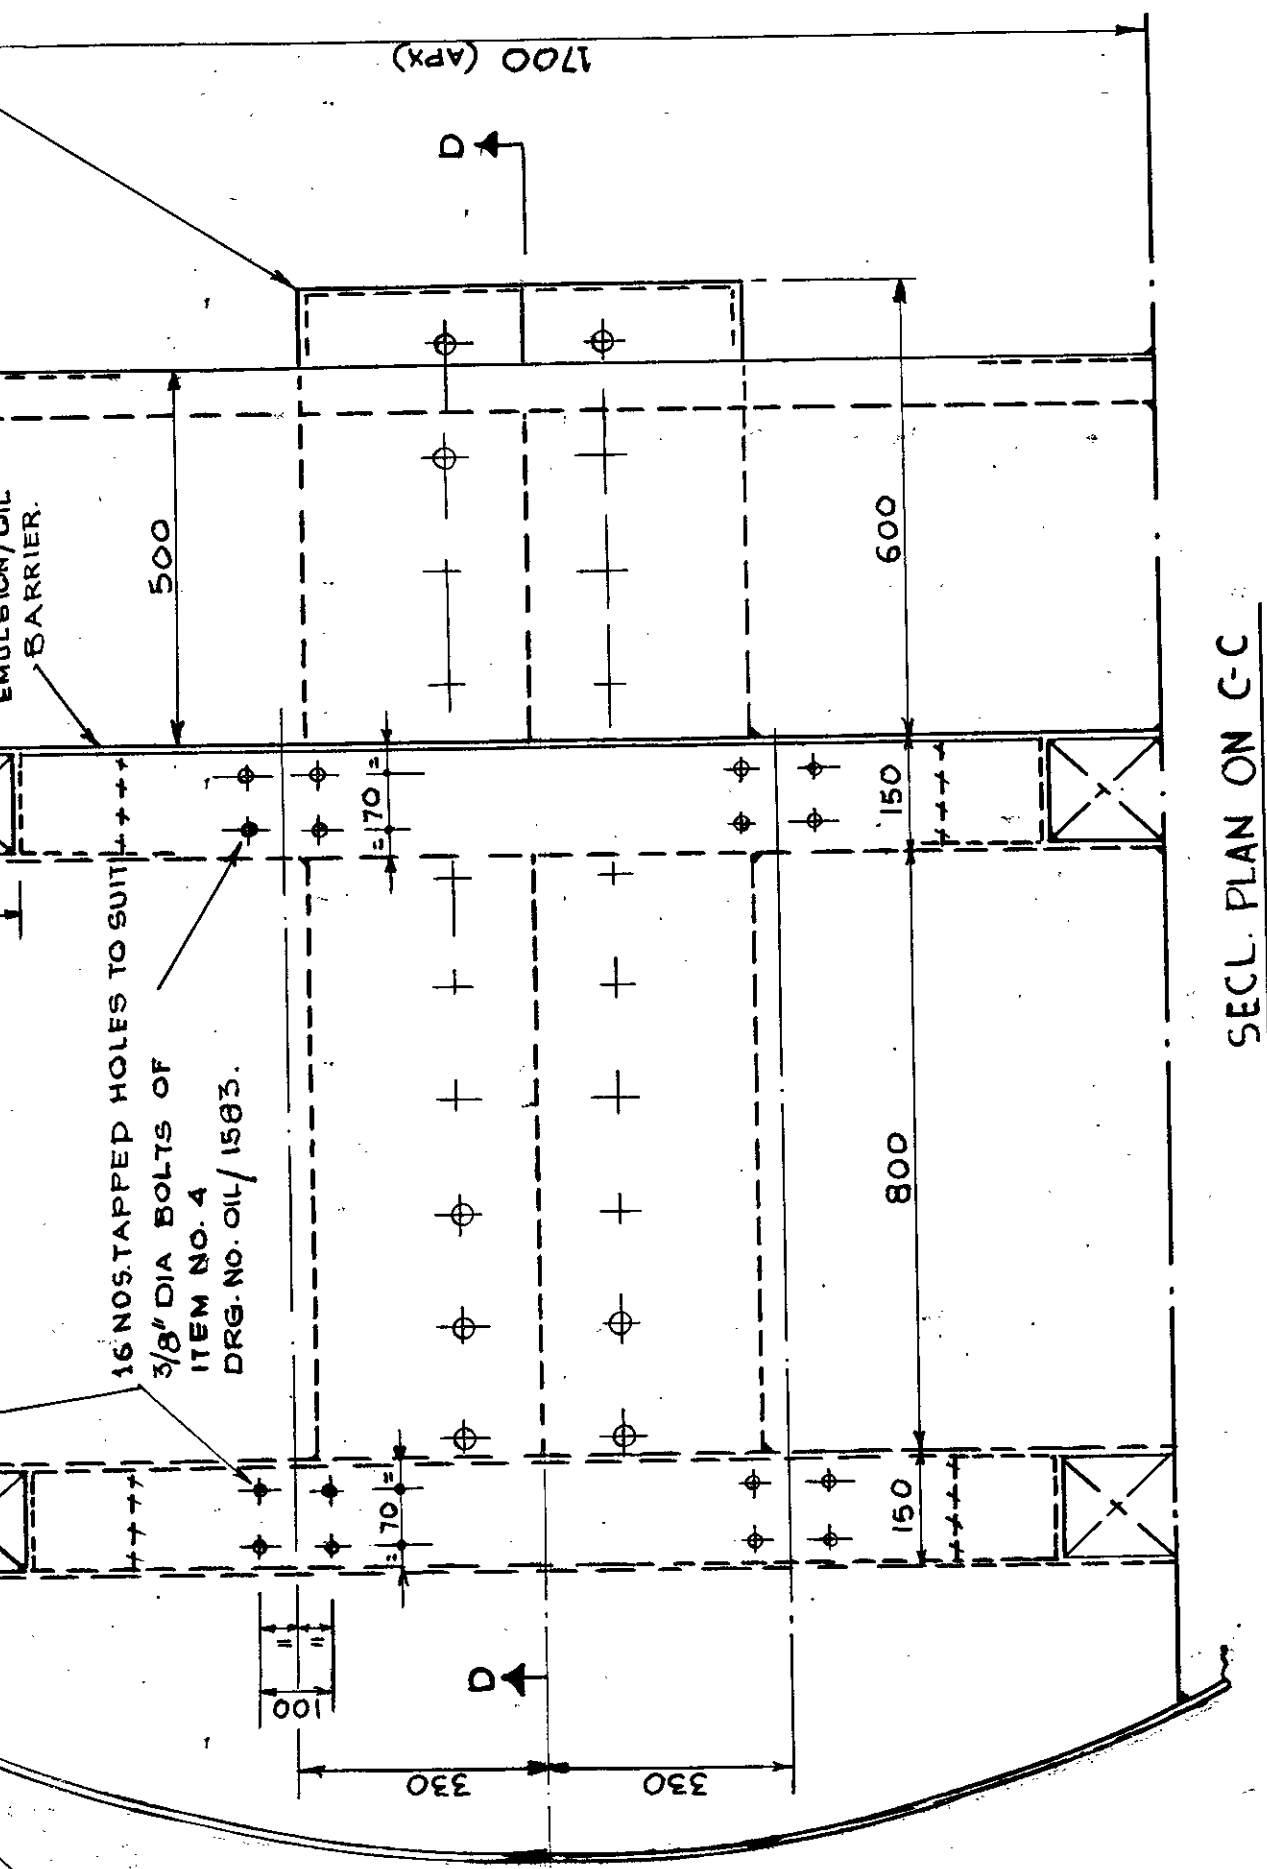 1700 (APX)
D
EMULSION/OIL
BARRIER.
500
600
= 70 =
150
16 NOS. TAPPED HOLES TO SUIT
3/8" DIA BOLTS OF
ITEM NO. 4
DRG. NO. OIL/1583.
800
= 70 =
150
= =
100
D
330
330
SECL. PLAN ON C-C